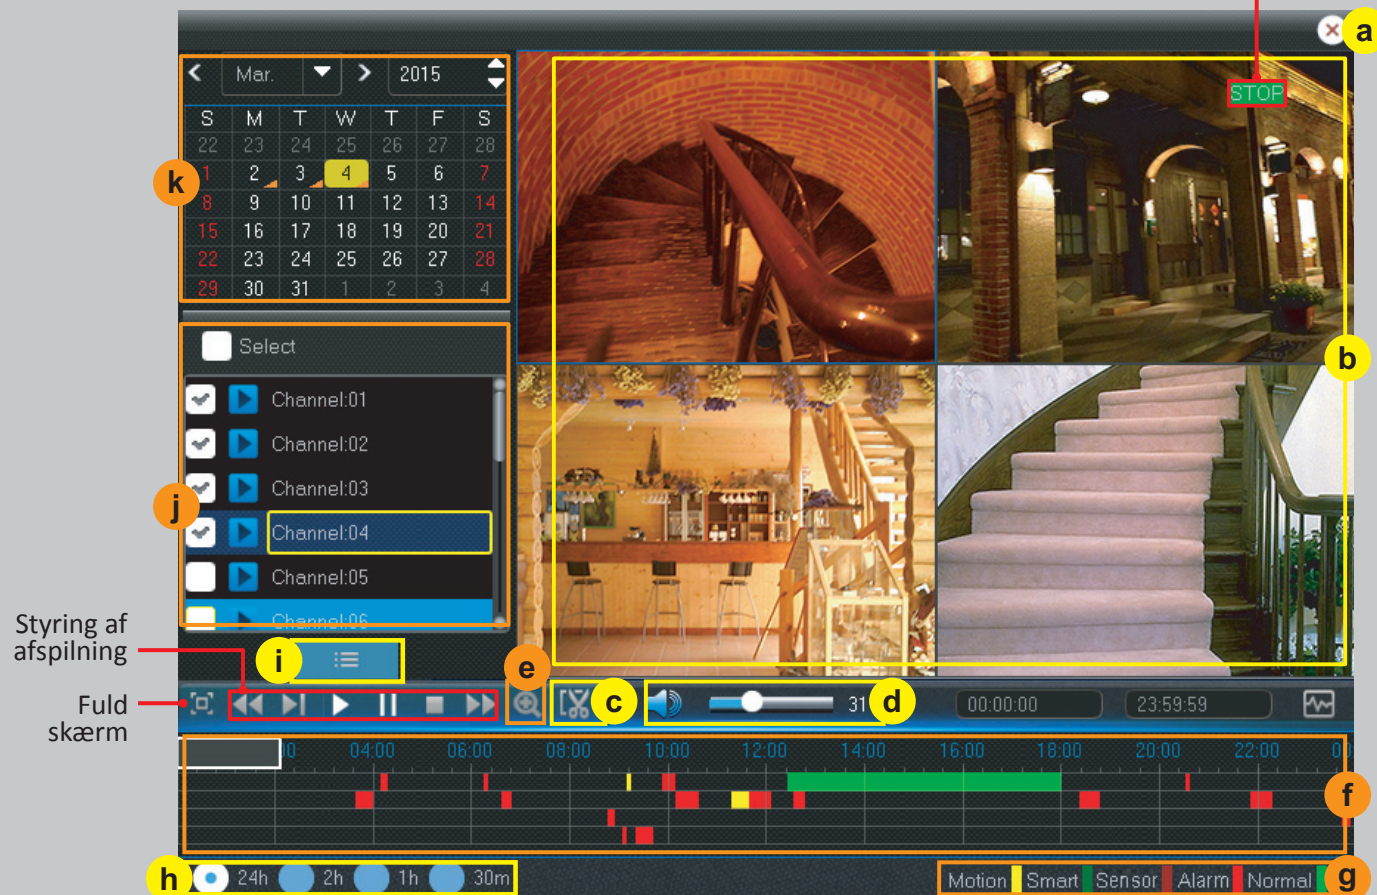 a
Mar. 2015
S M T W T F S
22 23 24 25 26 27 28
1 2 3 4 5 6 7
8 9 10 11 12 13 14
15 16 17 18 19 20 21
22 23 24 25 26 27 28
29 30 31 1 2 3 4
k
STOP
b
Select
Channel:01
Channel:02
Channel:03
Channel:04
Channel:05
Channel:06
j
Styring af
afspilning
Fuld
skærm
i
e
c
31
d
00:00:00
23:59:59
04:00 06:00 08:00 10:00 12:00 14:00 16:00 18:00 20:00 22:00
f
h
24h 2h 1h 30m
Motion Smart Sensor Alarm Normal
g